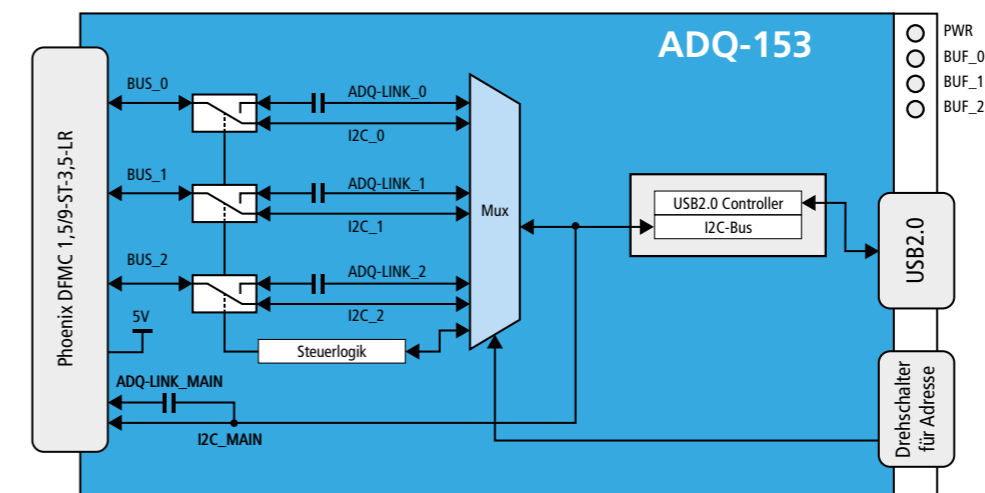 ADQ-153
PWR
BUF_0
BUF_1
BUF_2
Phoenix DFMC 1,5/9-ST-3,5-LR
BUS_0
ADQ-LINK_0
I2C_0
BUS_1
ADQ-LINK_1
I2C_1
BUS_2
ADQ-LINK_2
I2C_2
5V
Steuerlogik
ADQ-LINK_MAIN
I2C_MAIN
Mux
USB2.0 Controller
I2C-Bus
USB2.0
Drehschalter
für Adresse